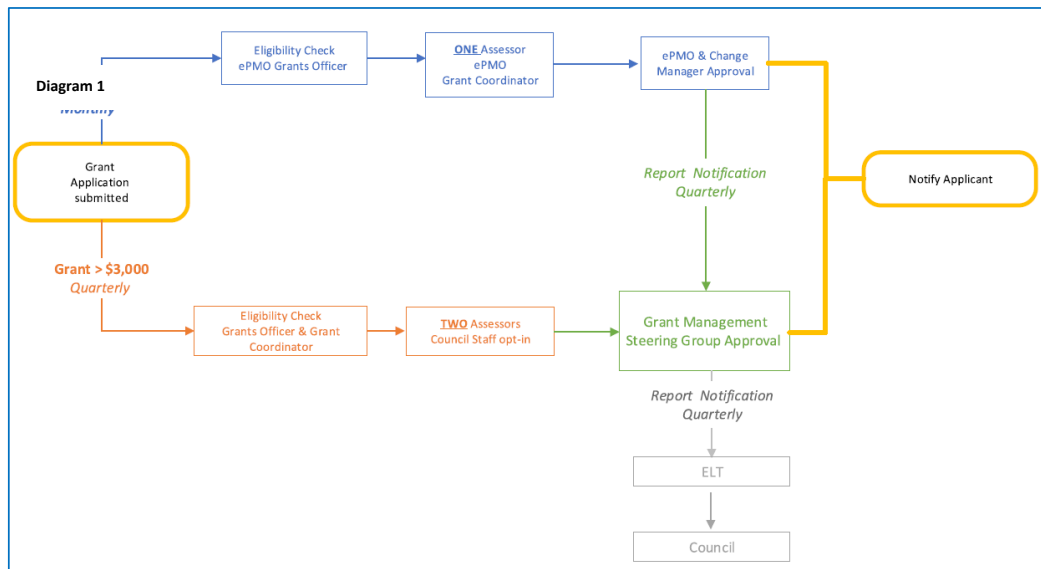 Eligibility Check
ePMO Grants Officer
ONE Assessor
ePMO
Grant Coordinator
ePMO & Change
Manager Approval
Diagram 1
Monthly
Grant
Application
submitted
Report Notification
Quarterly
Notify Applicant
Grant > $3,000
Quarterly
Eligibility Check
Grants Officer & Grant
Coordinator
TWO Assessors
Council Staff opt-in
Grant Management
Steering Group Approval
Report Notification
Quarterly
ELT
Council